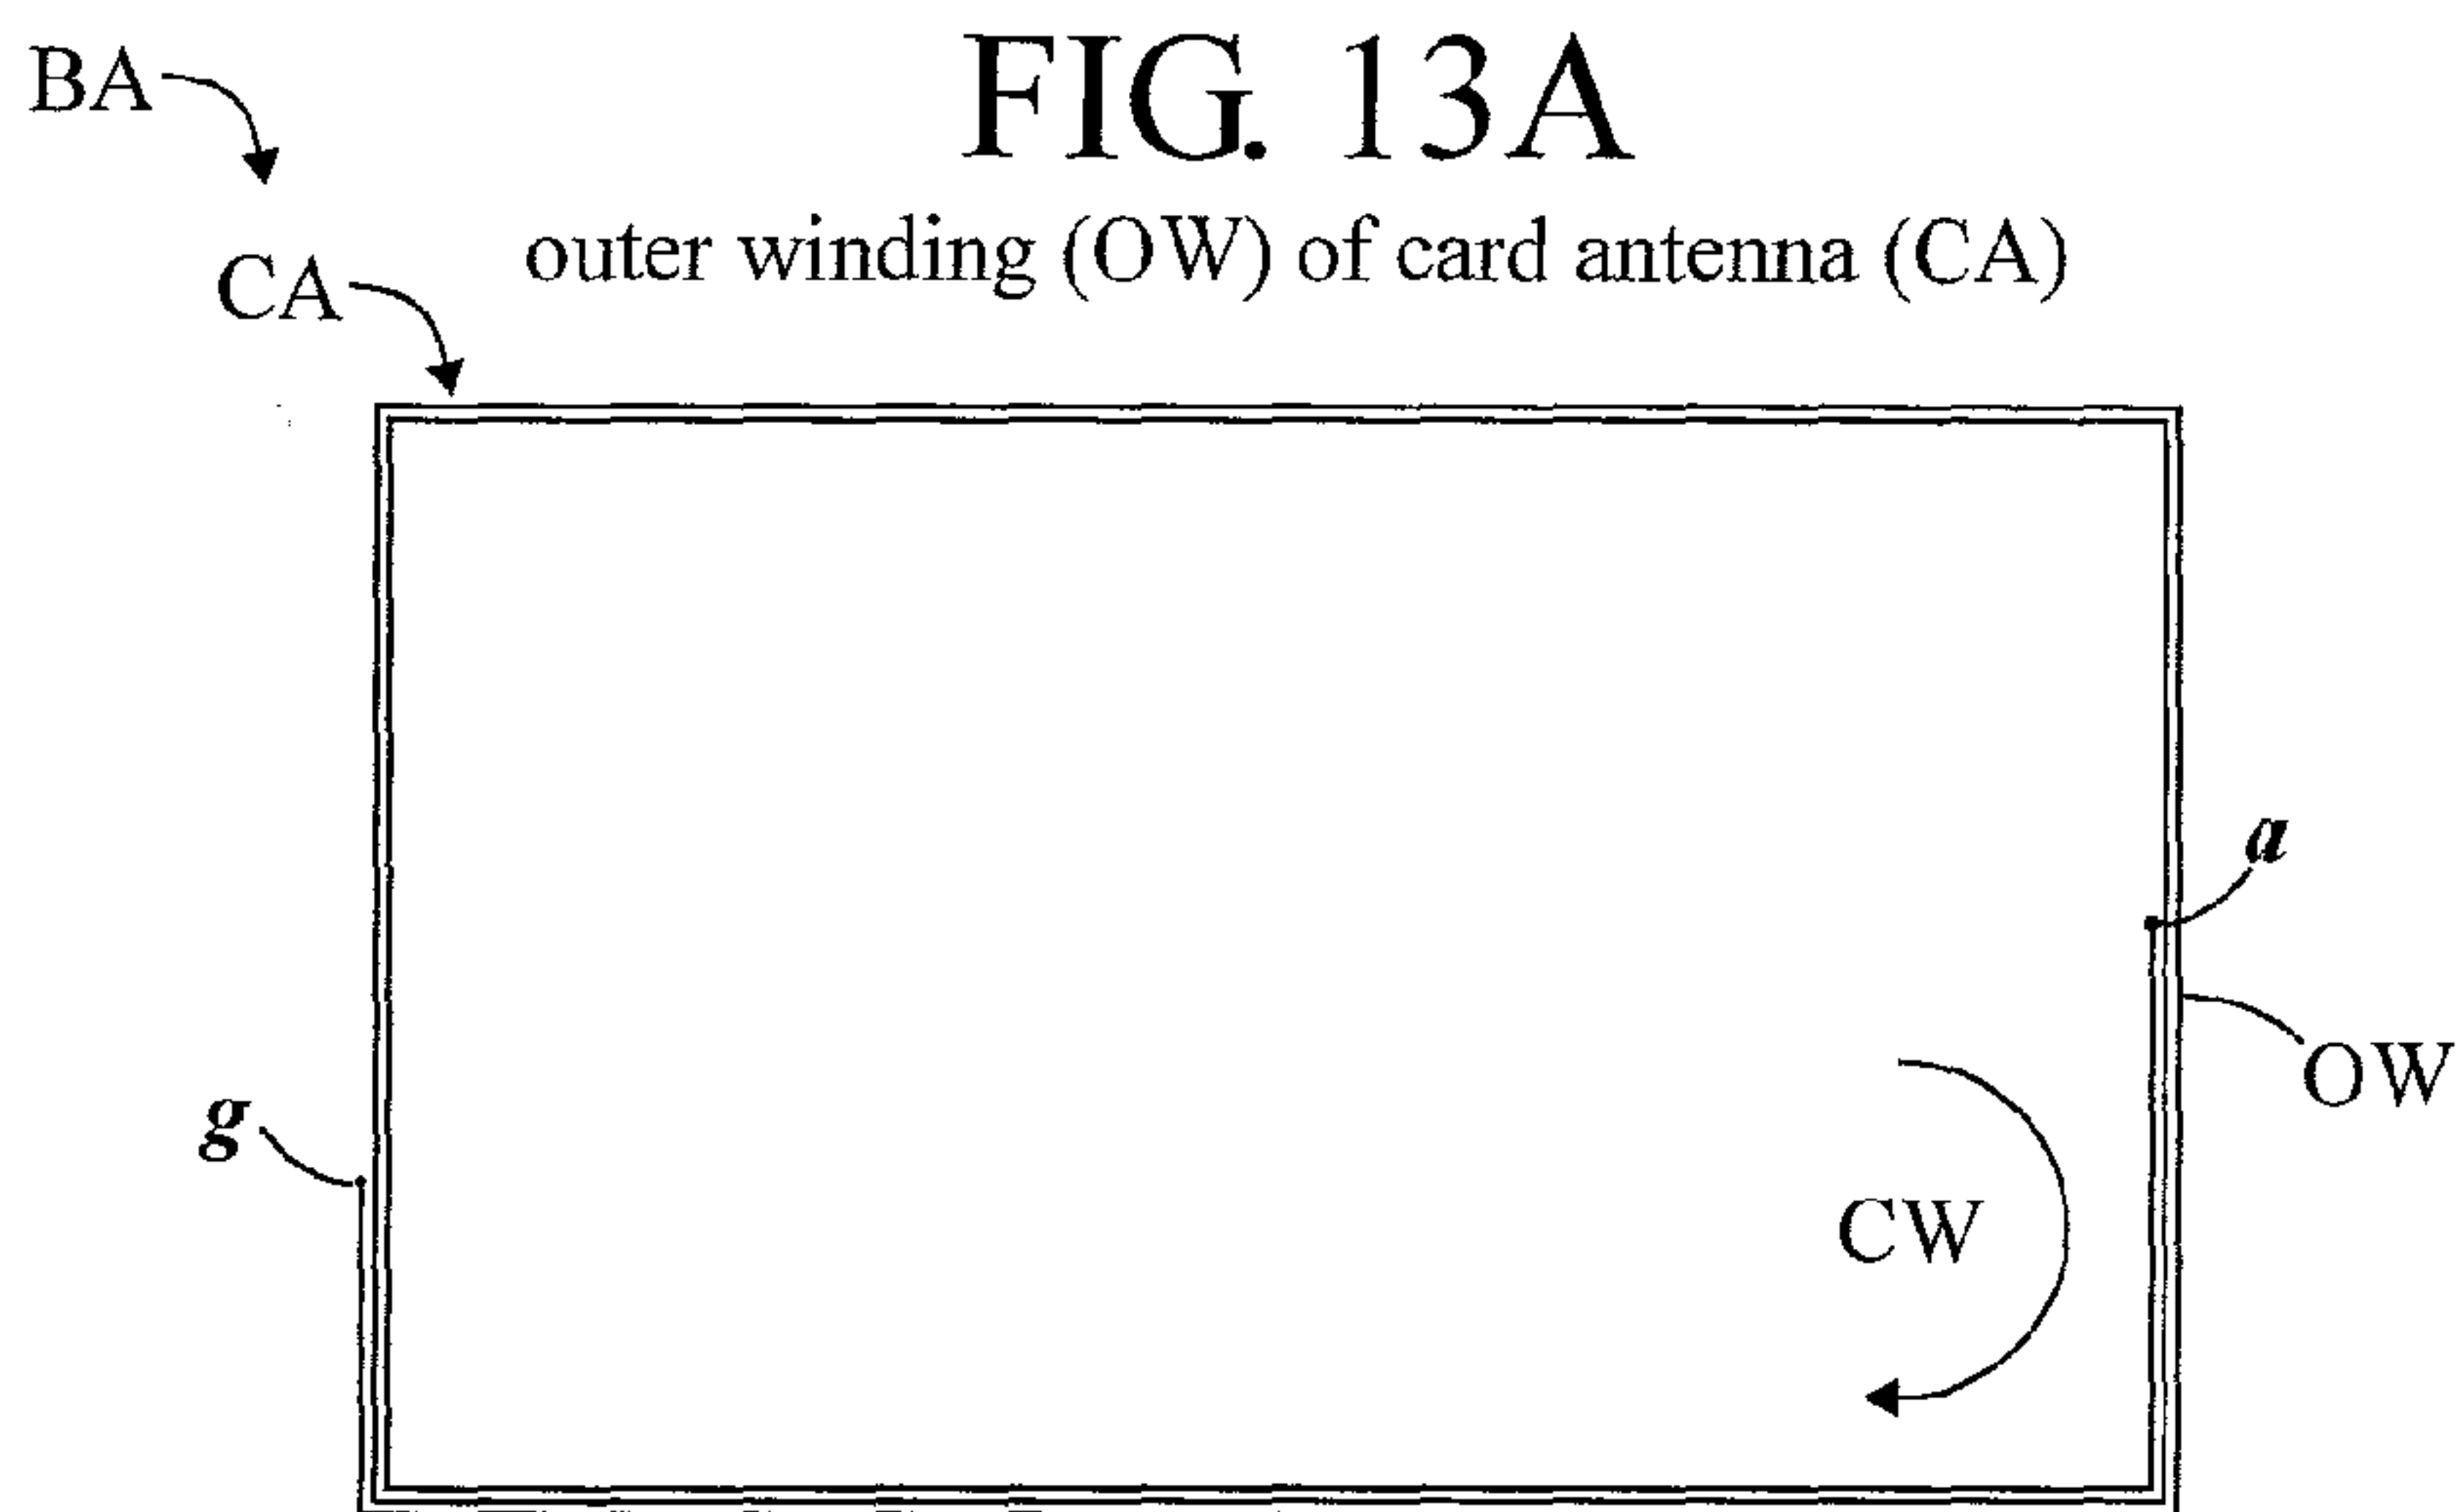 FIG. 13A
BA
outer winding (OW) of card antenna (CA)
CA
a
OW
g
CW